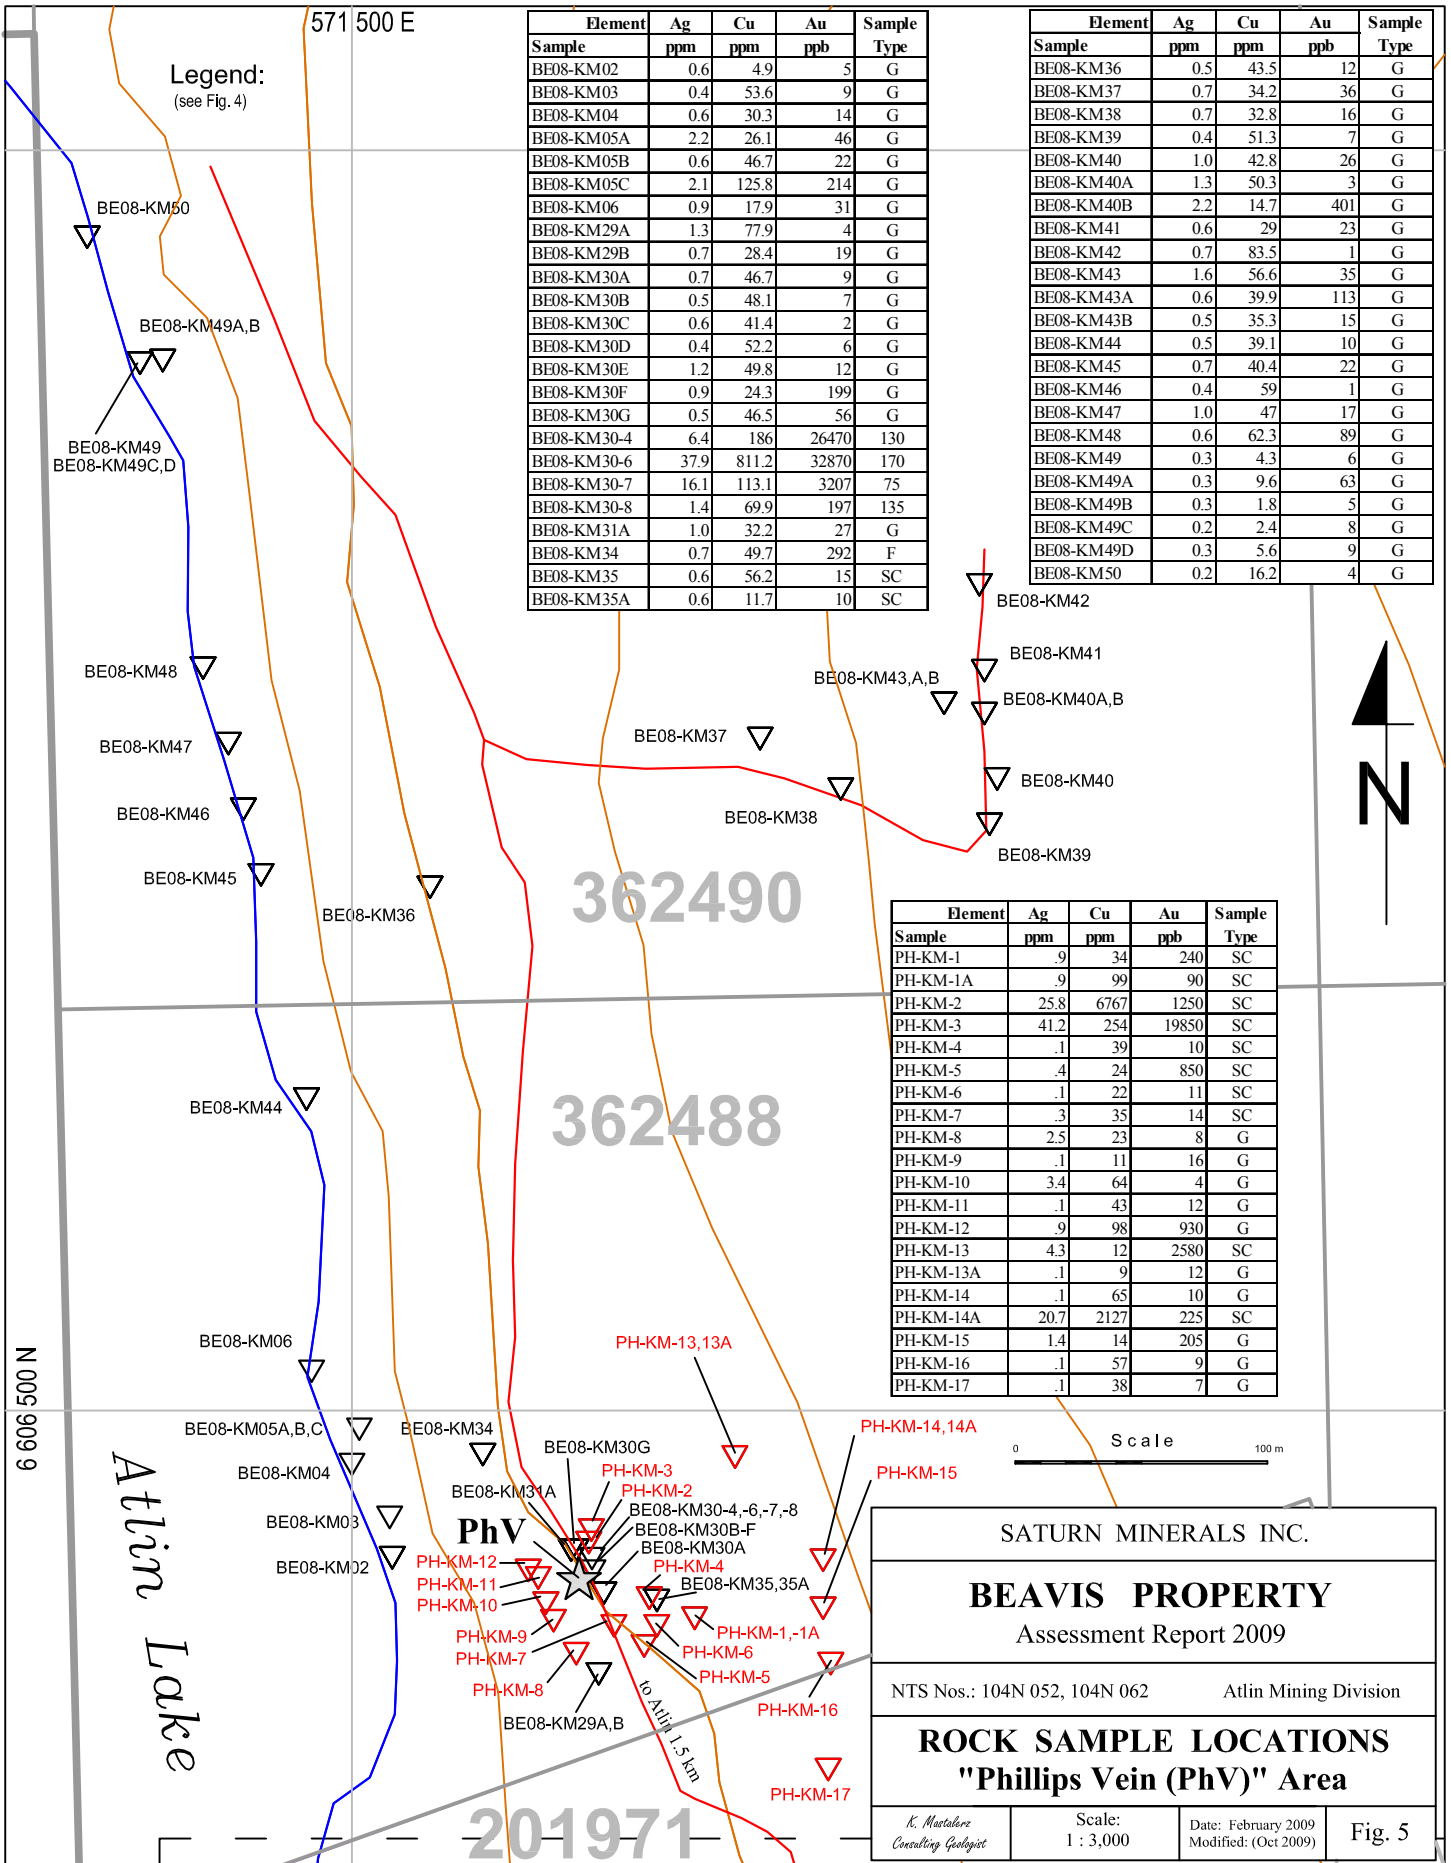 571 500 E
Legend:
(see Fig. 4)
Element Ag Cu Au Sample
Sample ppm ppm ppb Type
BE08-KM02 0.6 4.9 5 G
BE08-KM03 0.4 53.6 9 G
BE08-KM04 0.6 30.3 14 G
BE08-KM05A 2.2 26.1 46 G
BE08-KM05B 0.6 46.7 22 G
BE08-KM05C 2.1 125.8 214 G
BE08-KM06 0.9 17.9 31 G
BE08-KM29A 1.3 77.9 4 G
BE08-KM29B 0.7 28.4 19 G
BE08-KM30A 0.7 46.7 9 G
BE08-KM30B 0.5 48.1 7 G
BE08-KM30C 0.6 41.4 2 G
BE08-KM30D 0.4 52.2 6 G
BE08-KM30E 1.2 49.8 12 G
BE08-KM30F 0.9 24.3 199 G
BE08-KM30G 0.5 46.5 56 G
BE08-KM30-4 6.4 186 26470 130
BE08-KM30-6 37.9 811.2 32870 170
BE08-KM30-7 16.1 113.1 3207 75
BE08-KM30-8 1.4 69.9 197 135
BE08-KM31A 1.0 32.2 27 G
BE08-KM34 0.7 49.7 292 F
BE08-KM35 0.6 56.2 15 SC
BE08-KM35A 0.6 11.7 10 SC
Element Ag Cu Au Sample
Sample ppm ppm ppb Type
BE08-KM36 0.5 43.5 12 G
BE08-KM37 0.7 34.2 36 G
BE08-KM38 0.7 32.8 16 G
BE08-KM39 0.4 51.3 7 G
BE08-KM40 1.0 42.8 26 G
BE08-KM40A 1.3 50.3 3 G
BE08-KM40B 2.2 14.7 401 G
BE08-KM41 0.6 29 23 G
BE08-KM42 0.7 83.5 1 G
BE08-KM43 1.6 56.6 35 G
BE08-KM43A 0.6 39.9 113 G
BE08-KM43B 0.5 35.3 15 G
BE08-KM44 0.5 39.1 10 G
BE08-KM45 0.7 40.4 22 G
BE08-KM46 0.4 59 1 G
BE08-KM47 1.0 47 17 G
BE08-KM48 0.6 62.3 89 G
BE08-KM49 0.3 4.3 6 G
BE08-KM49A 0.3 9.6 63 G
BE08-KM49B 0.3 1.8 5 G
BE08-KM49C 0.2 2.4 8 G
BE08-KM49D 0.3 5.6 9 G
BE08-KM50 0.2 16.2 4 G
BE08-KM50
BE08-KM49A,B
BE08-KM49
BE08-KM49C,D
BE08-KM42
BE08-KM41
BE08-KM43,A,B
BE08-KM40A,B
BE08-KM48
BE08-KM37
BE08-KM47
BE08-KM40
BE08-KM46
BE08-KM38
BE08-KM39
BE08-KM45
BE08-KM36
N
362490
Element Ag Cu Au Sample
Sample ppm ppm ppb Type
PH-KM-1 .9 34 240 SC
PH-KM-1A .9 99 90 SC
PH-KM-2 25.8 6767 1250 SC
PH-KM-3 41.2 254 19850 SC
PH-KM-4 .1 39 10 SC
PH-KM-5 .4 24 850 SC
PH-KM-6 .1 22 11 SC
PH-KM-7 .3 35 14 SC
PH-KM-8 2.5 23 8 G
PH-KM-9 .1 11 16 G
PH-KM-10 3.4 64 4 G
PH-KM-11 .1 43 12 G
PH-KM-12 .9 98 930 G
PH-KM-13 4.3 12 2580 SC
PH-KM-13A .1 9 12 G
PH-KM-14 .1 65 10 G
PH-KM-14A 20.7 2127 225 SC
PH-KM-15 1.4 14 205 G
PH-KM-16 .1 57 9 G
PH-KM-17 .1 38 7 G
362488
BE08-KM44
BE08-KM06
6 606 500 N
PH-KM-13,13A
BE08-KM05A,B,C
BE08-KM34
BE08-KM30G
PH-KM-14,14A
BE08-KM04
PH-KM-3
PH-KM-15
BE08-KM31A
PH-KM-2
BE08-KM30-4,-6,-7,-8
BE08-KM03
PhV
BE08-KM30B-F
BE08-KM30A
BE08-KM02
PH-KM-12
PH-KM-4
PH-KM-11
BE08-KM35,35A
PH-KM-10
PH-KM-9
PH-KM-1,-1A
PH-KM-7
PH-KM-6
PH-KM-8
PH-KM-5
PH-KM-16
BE08-KM29A,B
to Atlin 1.5 km
PH-KM-17
Atlin Lake
201971
Scale
0 100 m
SATURN MINERALS INC.
BEAVIS PROPERTY
Assessment Report 2009
NTS Nos.: 104N 052, 104N 062 Atlin Mining Division
ROCK SAMPLE LOCATIONS
"Phillips Vein (PhV)" Area
K. Mastalerz
Consulting Geologist
Scale:
1 : 3,000
Date: February 2009
Modified: (Oct 2009)
Fig. 5